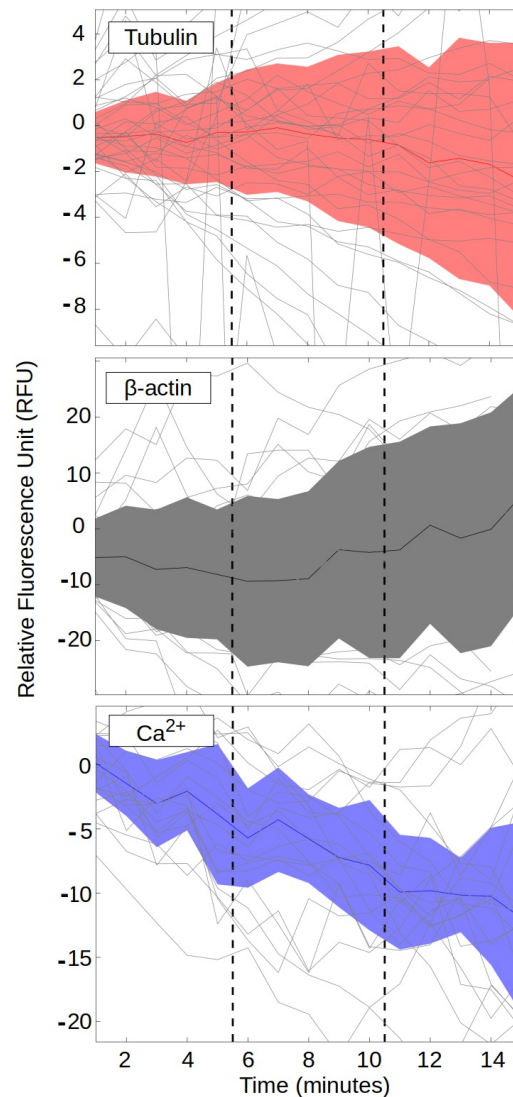 4
Tubulin
2
0
-2
-4
-6
-8
Relative Fluorescence Unit (RFU)
β-actin
20
10
0
-10
-20
Ca2+
0
-5
-10
-15
-20
2 4 6 8 10 12 14
Time (minutes)